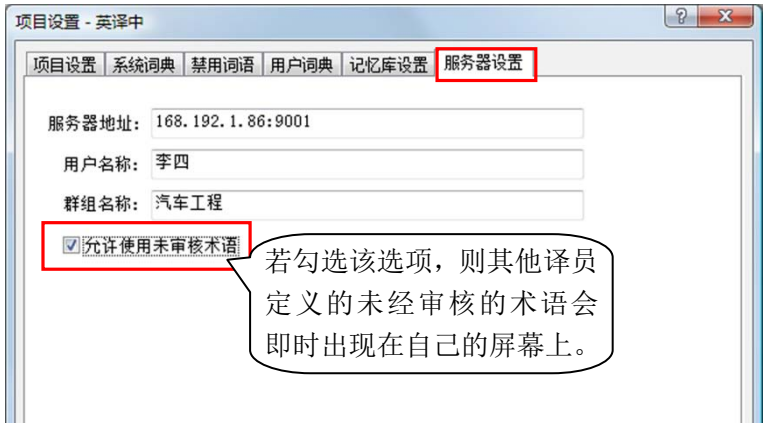 项目设置 - 英译中
项目设置 系统词典 禁用词语 用户词典 记忆库设置 服务器设置
服务器地址: 168.192.1.86:9001
用户名称: 李四
群组名称: 汽车工程
允许使用未审核术语
若勾选该选项，则其他译员
定义的未经审核的术语会
即时出现在自己的屏幕上。